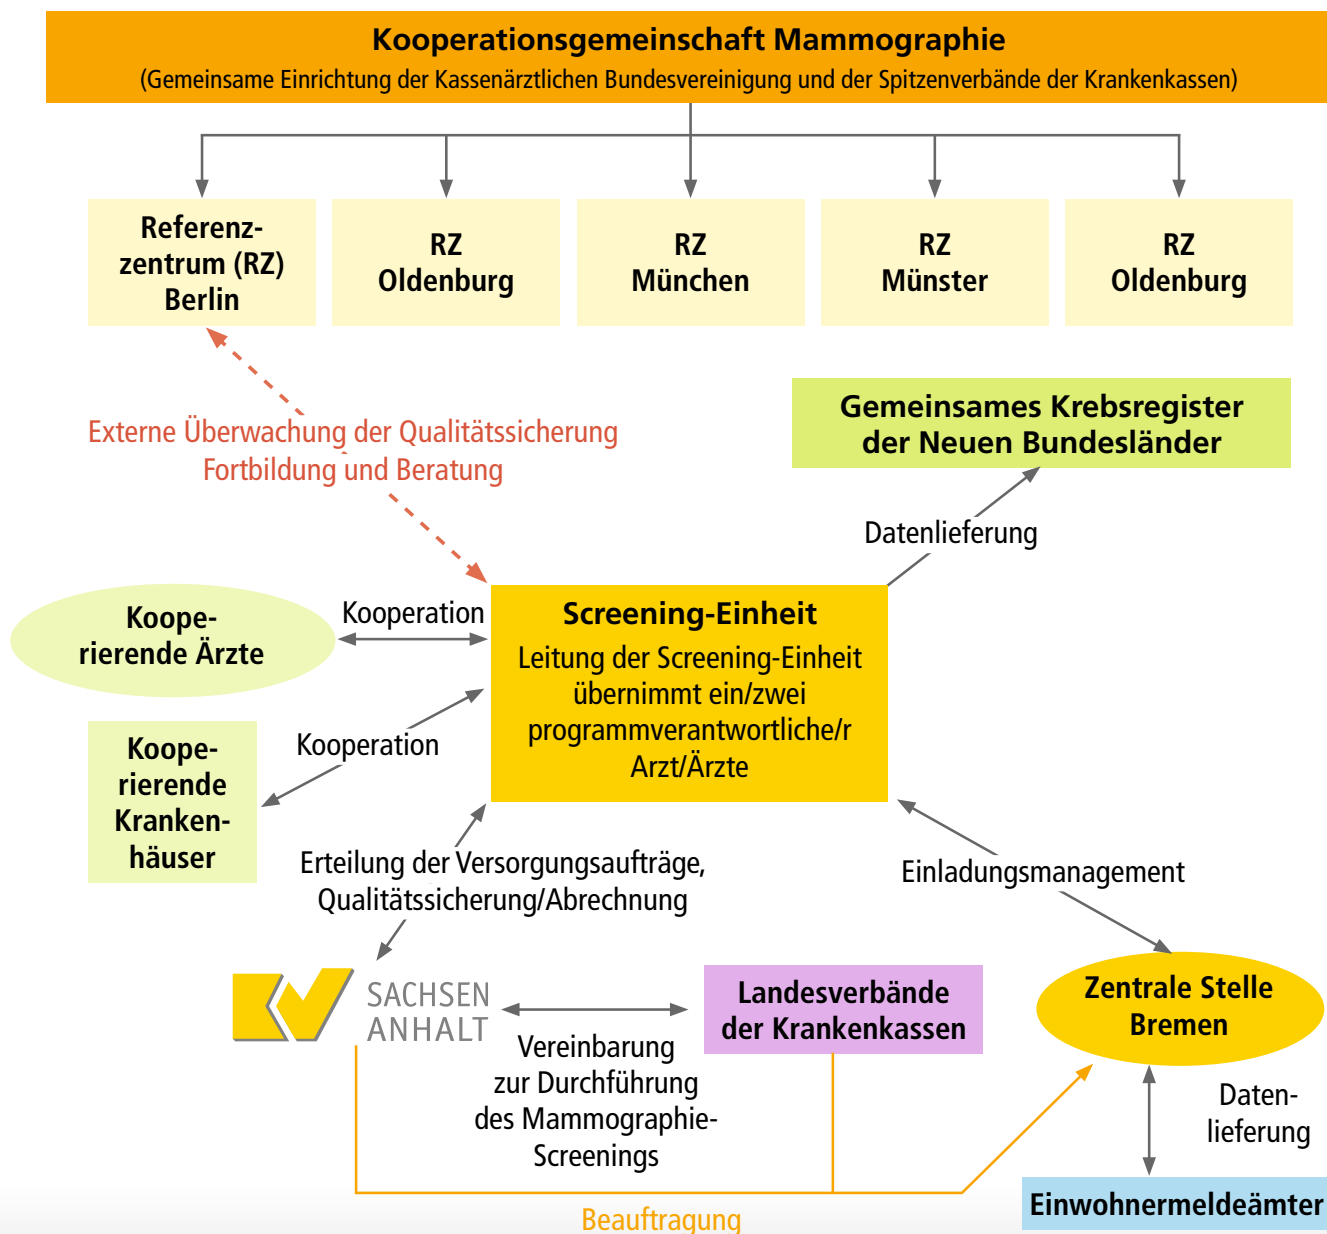 Kooperationsgemeinschaft Mammographie
(Gemeinsame Einrichtung der Kassenärztlichen Bundesvereinigung und der Spitzenverbände der Krankenkassen)
Referenz-
zentrum (RZ)
Berlin
RZ
Oldenburg
RZ
München
RZ
Münster
RZ
Oldenburg
Externe Überwachung der Qualitätssicherung
Fortbildung und Beratung
Gemeinsames Krebsregister
der Neuen Bundesländer
Datenlieferung
Koope-
rierende Ärzte
Kooperation
Screening-Einheit
Leitung der Screening-Einheit
übernimmt ein/zwei
programmverantwortliche/r
Arzt/Ärzte
Koope-
rierende
Kranken-
häuser
Kooperation
Erteilung der Versorgungsaufträge,
Qualitätssicherung/Abrechnung
Einladungsmanagement
KV SACHSEN
ANHALT
Vereinbarung
zur Durchführung
des Mammographie-
Screenings
Landesverbände
der Krankenkassen
Zentrale Stelle
Bremen
Daten-
lieferung
Einwohnermeldeämter
Beauftragung